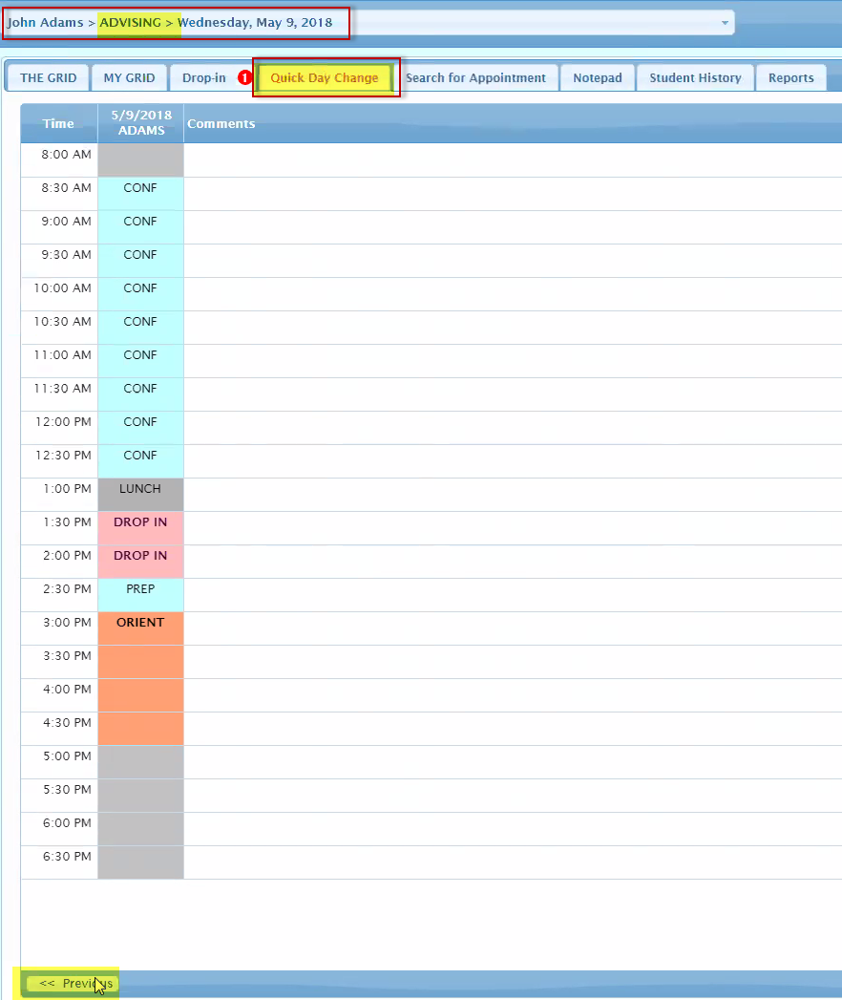 John Adams > ADVISING > Wednesday, May 9, 2018
THE GRID MY GRID Drop-in 1 Quick Day Change Search for Appointment Notepad Student History Reports
Time 5/9/2018 ADAMS Comments
8:00 AM
8:30 AM CONF
9:00 AM CONF
9:30 AM CONF
10:00 AM CONF
10:30 AM CONF
11:00 AM CONF
11:30 AM CONF
12:00 PM CONF
12:30 PM CONF
1:00 PM LUNCH
1:30 PM DROP IN
2:00 PM DROP IN
2:30 PM PREP
3:00 PM ORIENT
3:30 PM
4:00 PM
4:30 PM
5:00 PM
5:30 PM
6:00 PM
6:30 PM
<< Previous